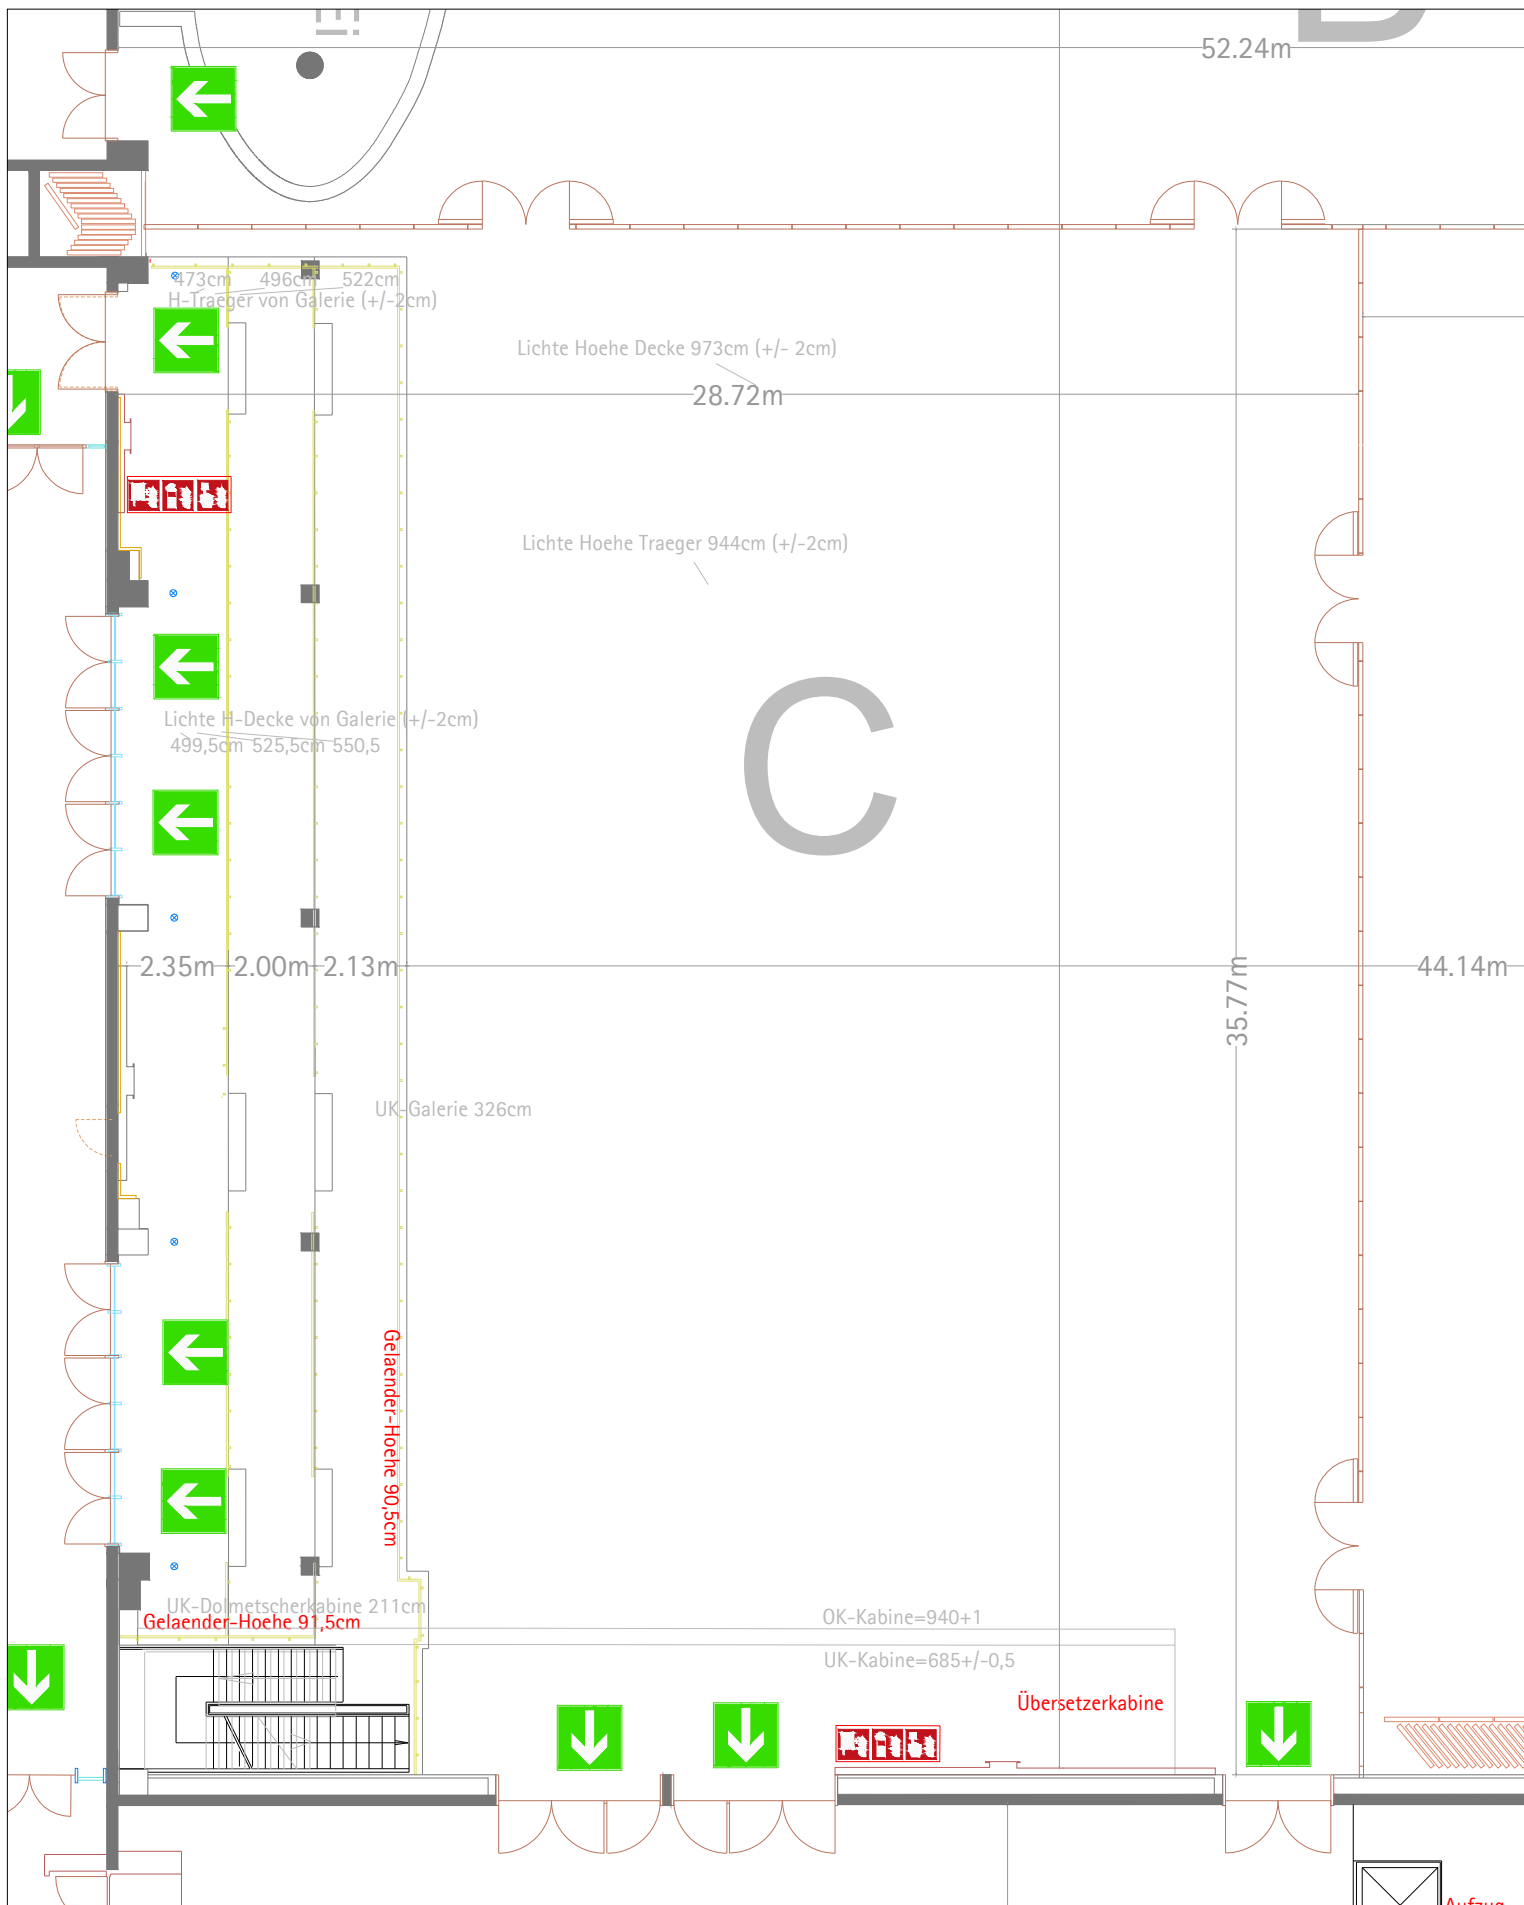 52.24m
473cm 496cm 522cm
H-Traeger von Galerie (+/-2cm)
Lichte Hoehe Decke 973cm (+/- 2cm)
28.72m
Lichte Hoehe Traeger 944cm (+/-2cm)
C
Lichte H-Decke von Galerie (+/-2cm)
499,5cm 525,5cm 550,5
2.35m 2.00m 2.13m
44.14m
35.77m
UK-Galerie 326cm
Gelaender-Hoehe 90,5cm
UK-Dolmetscherkabine 211cm
Gelaender-Hoehe 91,5cm
OK-Kabine=940+1
UK-Kabine=685+/-0,5
Übersetzerkabine
Aufzug